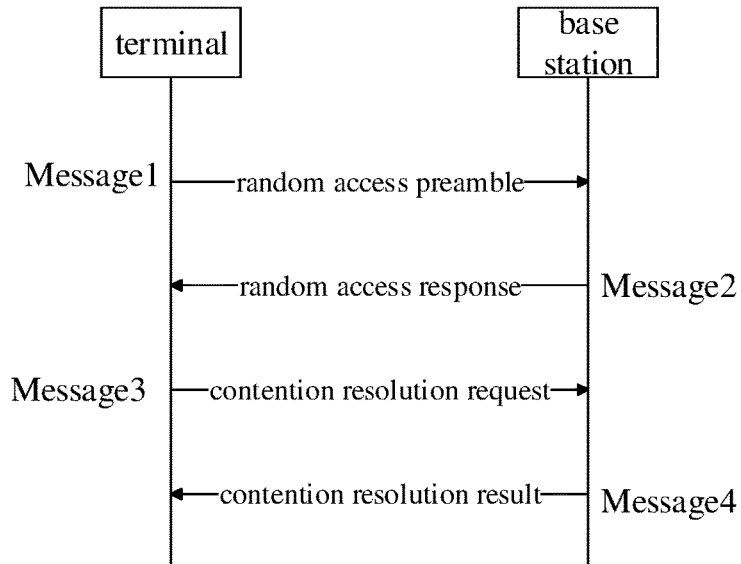 terminal
base
station
Message1
random access preamble
random access response
Message2
Message3
contention resolution request
contention resolution result
Message4